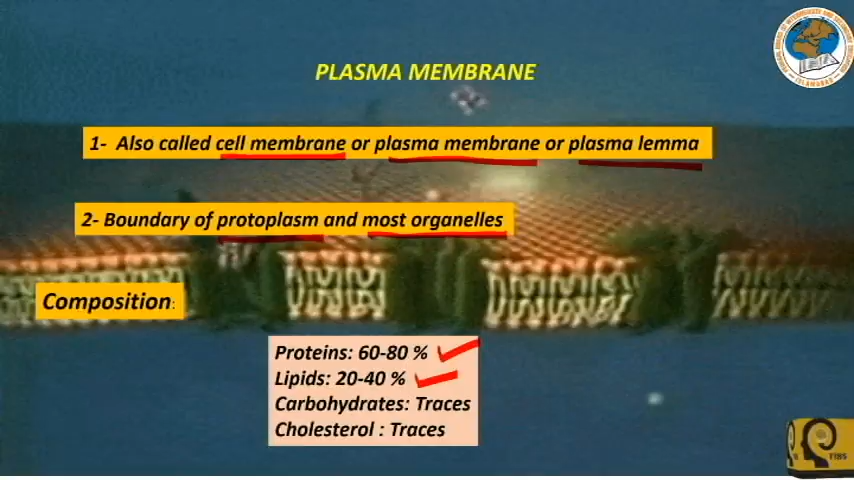 PLASMA MEMBRANE
1- Also called cell membrane or plasma membrane or plasma lemma
2- Boundary of protoplasm and most organelles
Composition:
Proteins: 60-80 %
Lipids: 20-40 %
Carbohydrates: Traces
Cholesterol : Traces